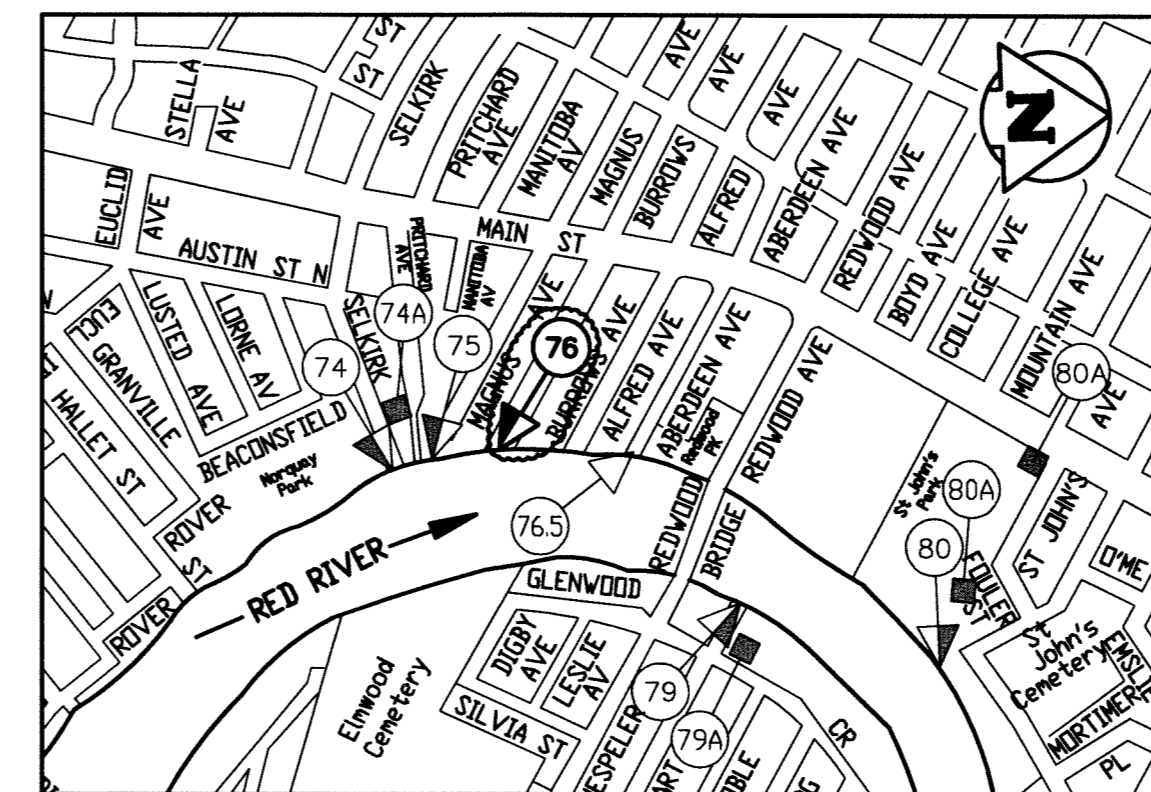 ST
ST
STELLA
AVE
SELKIRK
PRITCHARD
AVE
MANITOBA
AV
MAGNUS
BURROWS
AVE
AVE
AVE
ALFRED
ABERDEEN AVE
REDWOOD AVE
BOYD AVE
COLLEGE AVE
MOUNTAIN AVE
N
EUCLID
AVE
AUSTIN ST N
MAIN
ST
PRITCHARD
AVE
MANITOBA
AV
74A
75
76
74
SELKIRK
MAGNUS
AVE
BURROWS AVE
ALFRED AVE
ABERDEEN AVE
Redwood
PK
REDWOOD AVE
80A
AVE
N
EUCL
GRANVILLE
LUSTED AVE
LORNE AV
HALLET ST
BEACONSFIELD
Norquay
Park
ROVER
ST
ROVER
RED RIVER
76.5
REDWOOD
BRIDGE
St John's
Park
80A
80
FOULER
ST
ST JOHN'S
O'ME
St
John's
Cemetery
EMSLIE
MORTIMER
PL
GLENWOOD
DIGBY
AVE
LESLIE
AV
SILVIA ST
Elmwood
Cemetery
79
79A
HESPELER
ART
CR